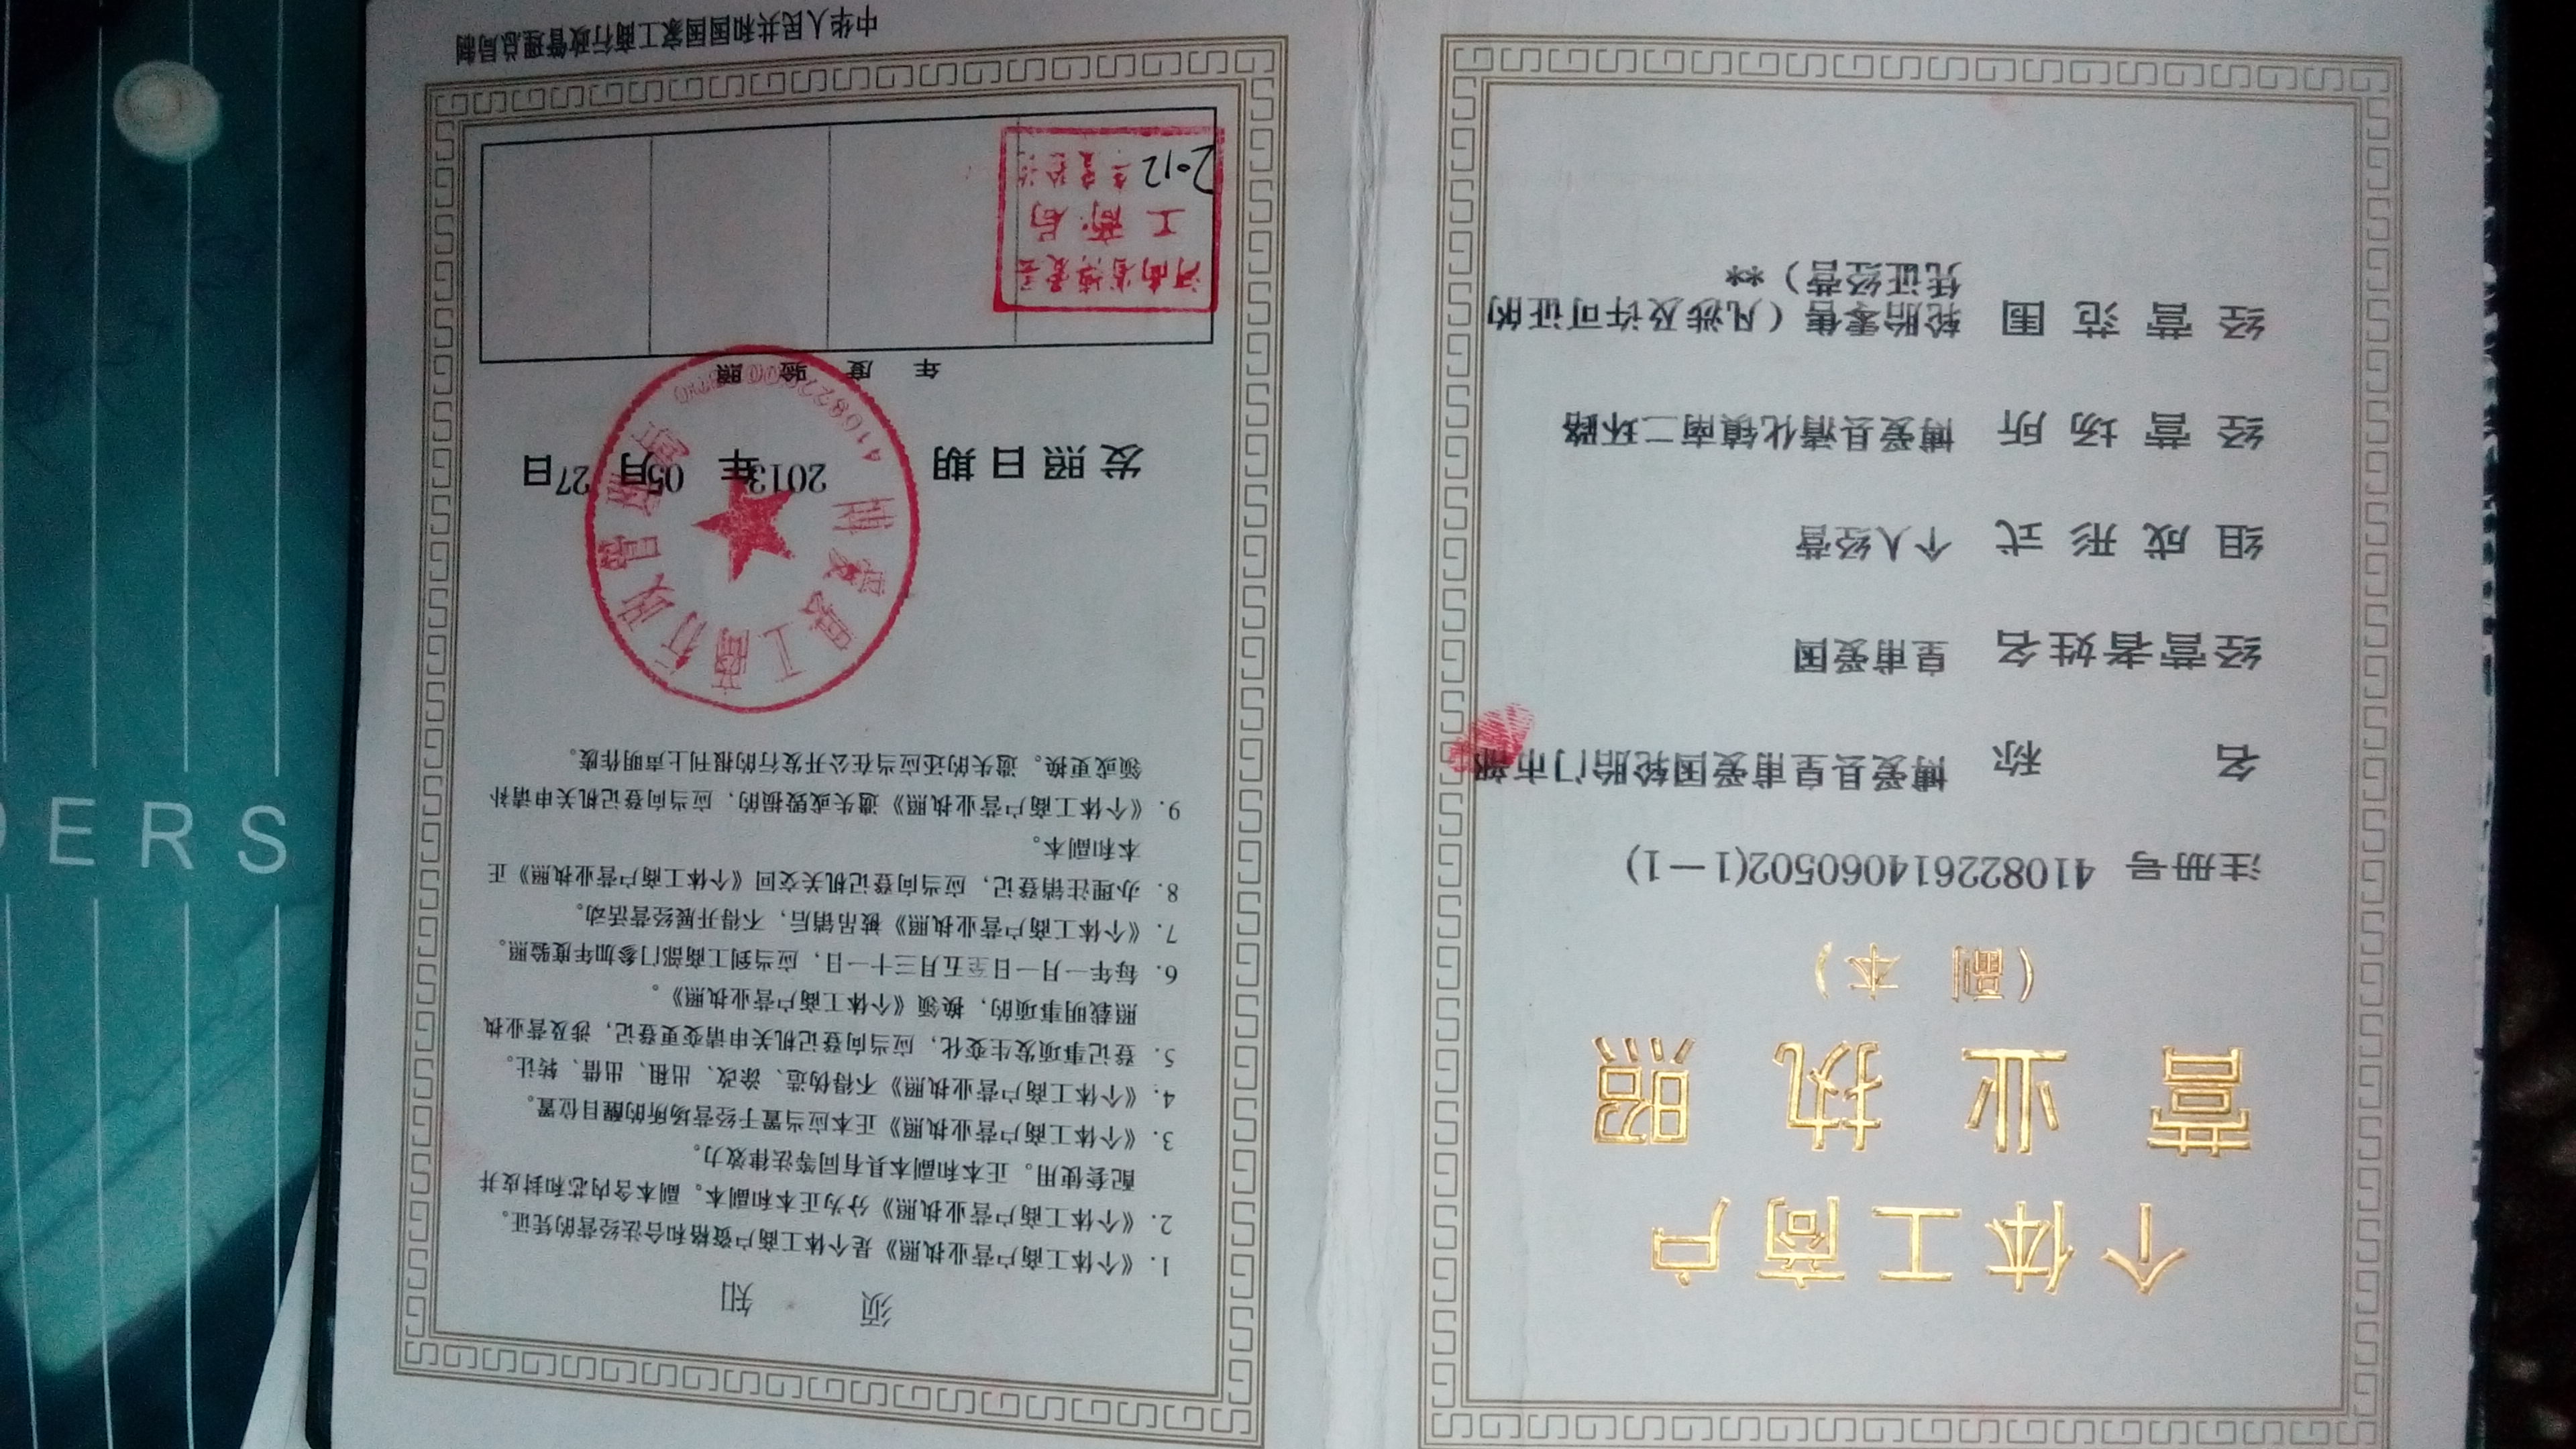 个体工商户
营业执照
（副 本）
注册号 410822614060502(1－1)
名称 博爱县皇甫爱国轮胎门市部
经营者姓名 皇甫爱国
组成形式 个人经营
经营场所 博爱县清化镇南二环路
经营范围 轮胎零售（凡涉及许可证的
凭证经营）**
须 知
1. 《个体工商户营业执照》是个体工商户资格和合法经营的凭证。
2. 《个体工商户营业执照》分为正本和副本。副本含内芯和封皮并
配套使用。正本和副本具有同等法律效力。
3. 《个体工商户营业执照》正本应当置于经营场所的醒目位置。
4. 《个体工商户营业执照》不得伪造、涂改、出租、出借、转让。
5. 登记事项发生变化，应当向登记机关申请变更登记，涉及营业执
照载明事项的，换领《个体工商户营业执照》。
6. 每年一月一日至五月三十一日，应当到工商部门参加年度验照。
7. 《个体工商户营业执照》被吊销后，不得开展经营活动。
8. 办理注销登记，应当向登记机关交回《个体工商户营业执照》正
本和副本。
9. 《个体工商户营业执照》遗失或毁损的，应当向登记机关申请补
领或更换。遗失的还应当在公开发行的报刊上声明作废。
发照日期 2013年05月27日
年度验照
河南省博爱县
工商局
2012年度验讫
中华人民共和国国家工商行政管理总局制
DERS